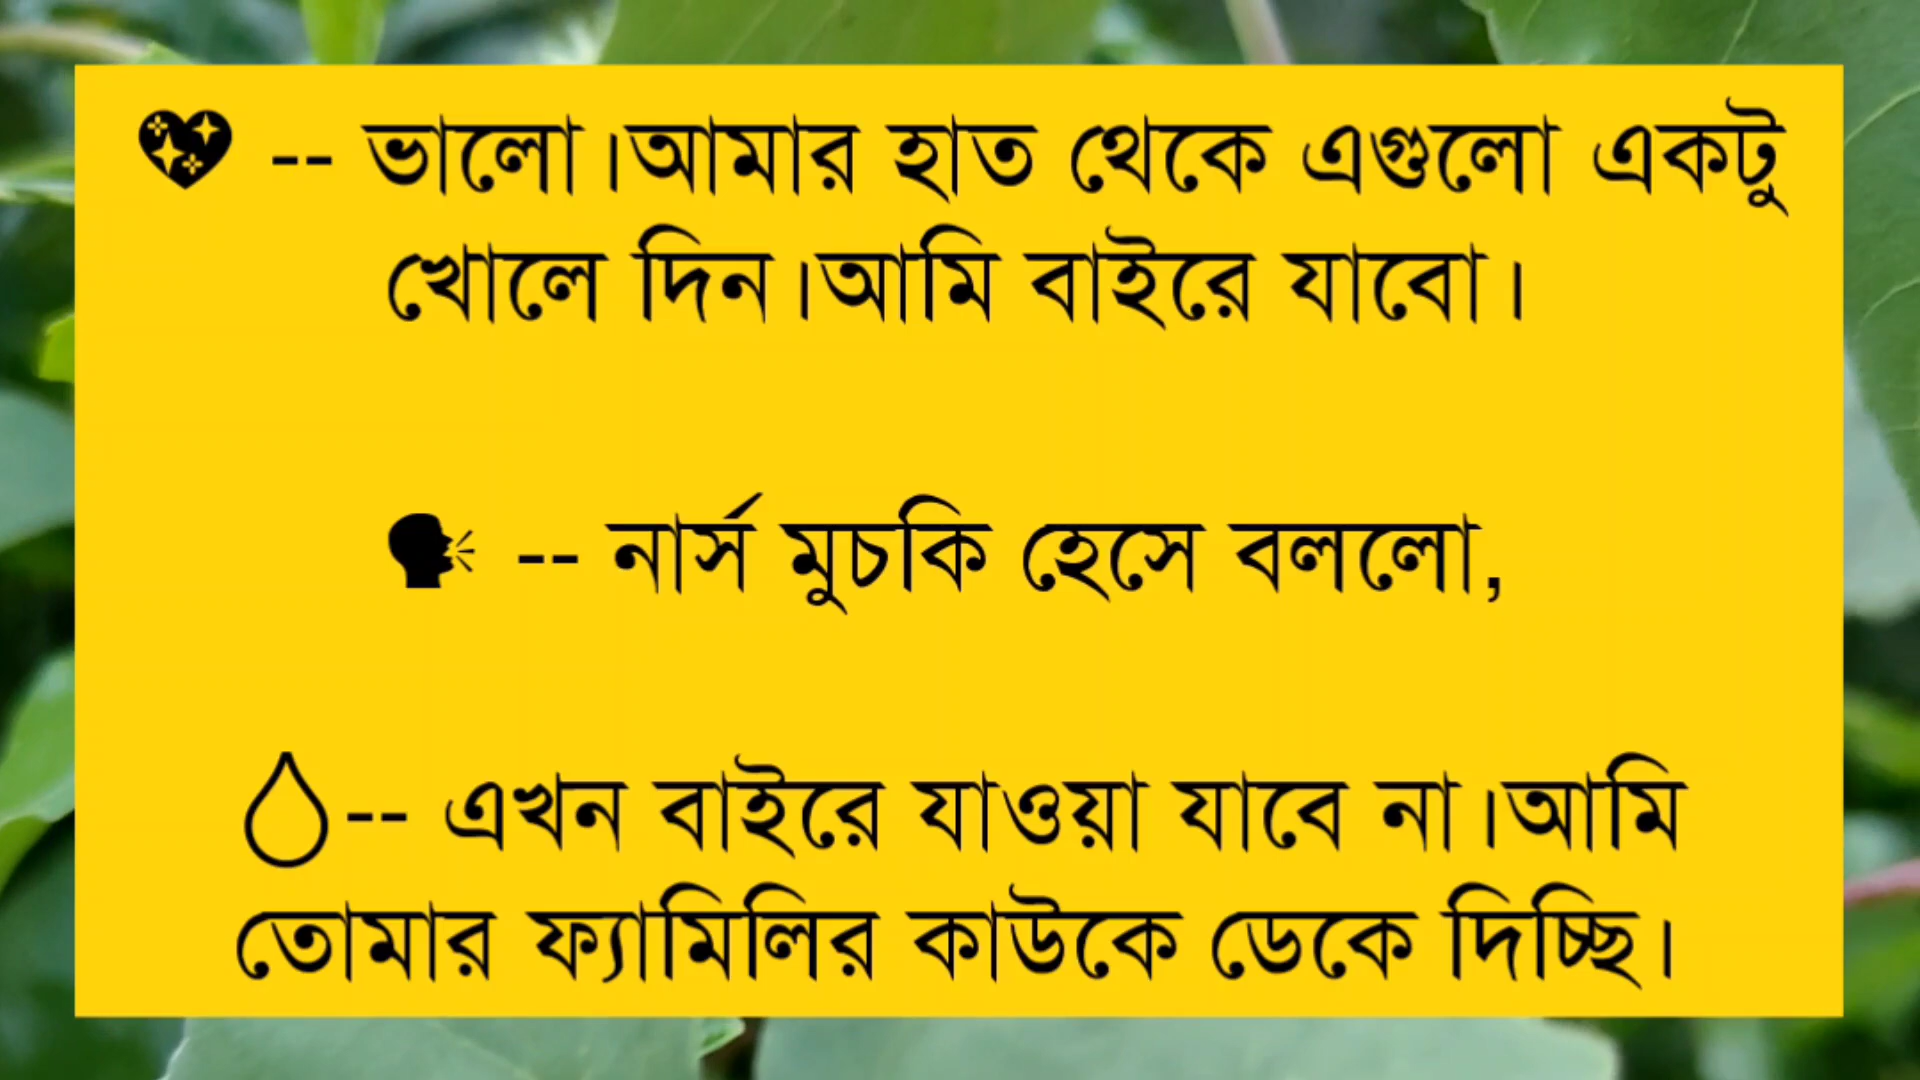 💖 -- ভালো।আমার হাত থেকে এগুলো একটু
খোলে দিন।আমি বাইরে যাবো।
🗣 -- নার্স মুচকি হেসে বললো,
💧-- এখন বাইরে যাওয়া যাবে না।আমি
তোমার ফ্যামিলির কাউকে ডেকে দিচ্ছি।